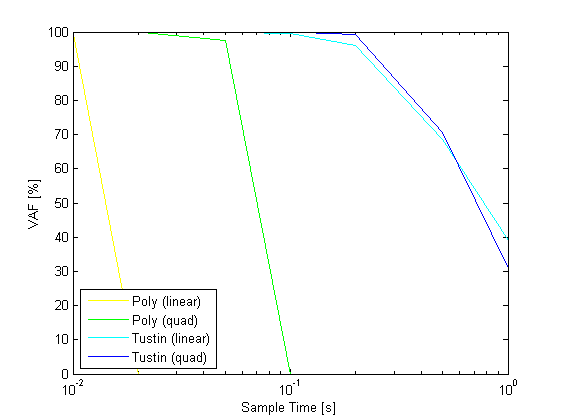 100
90
80
70
60
50
40
30
20
10
0
VAF [%]
Poly (linear)
Poly (quad)
Tustin (linear)
Tustin (quad)
10^-2
10^-1
10^0
Sample Time [s]